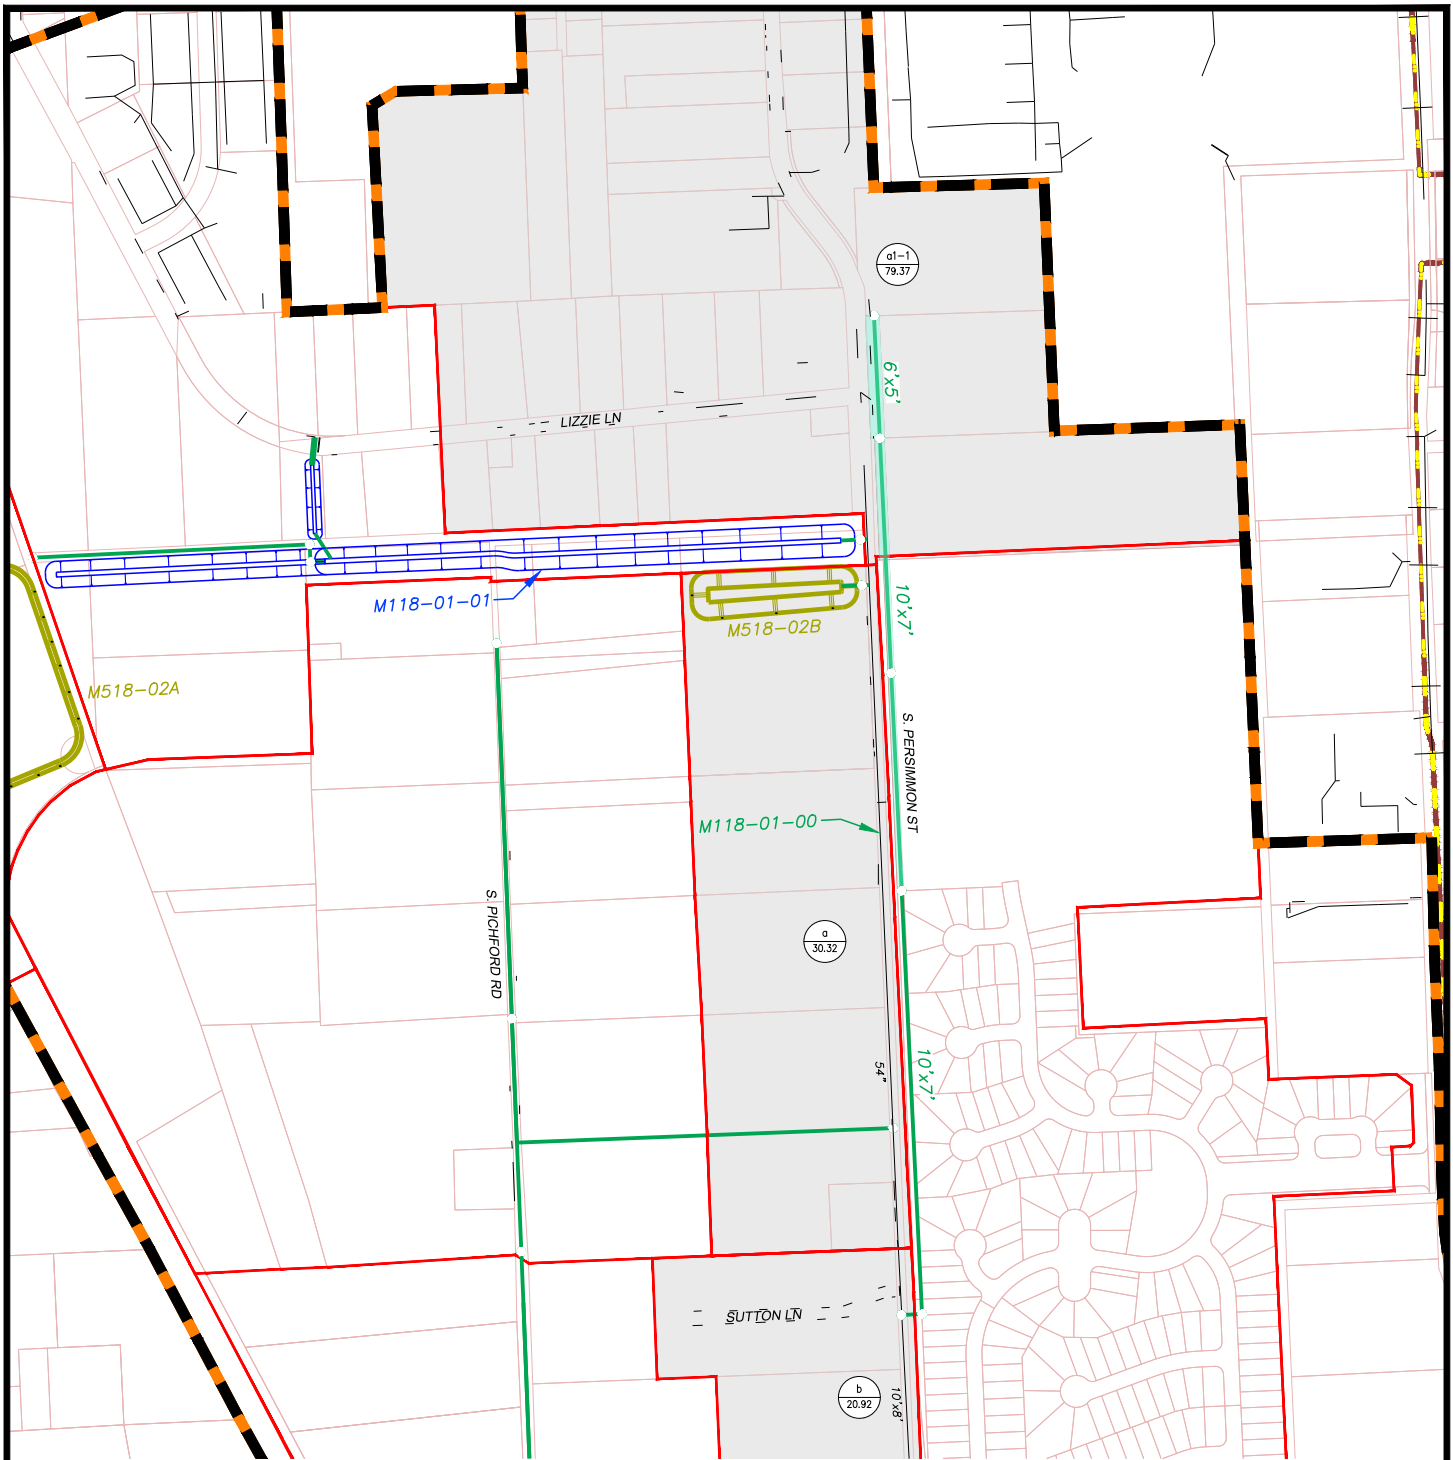 a1-1
79.37
6'x5'
LIZZIE LN
M118-01-01
10'x7'
M518-02B
M518-02A
S. PERSIMMON ST
M118-01-00
S. PICHFORD RD
a
30.32
54"
10'x7'
SUTTON LN
b
20.92
10'x8'